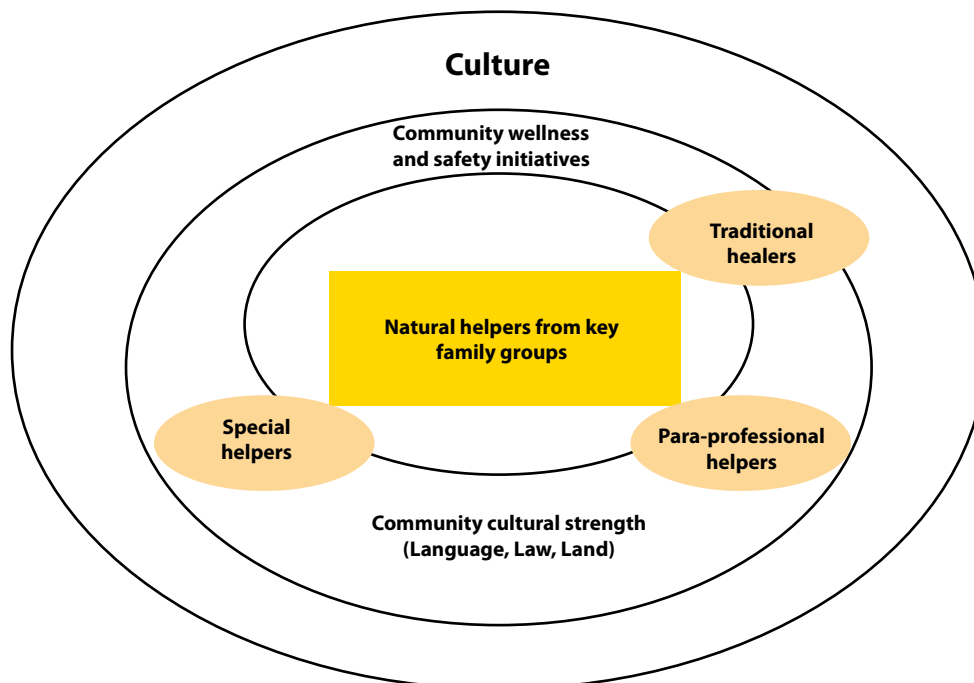 Culture
Community wellness
and safety initiatives
Traditional
healers
Natural helpers from key
family groups
Special
helpers
Para-professional
helpers
Community cultural strength
(Language, Law, Land)